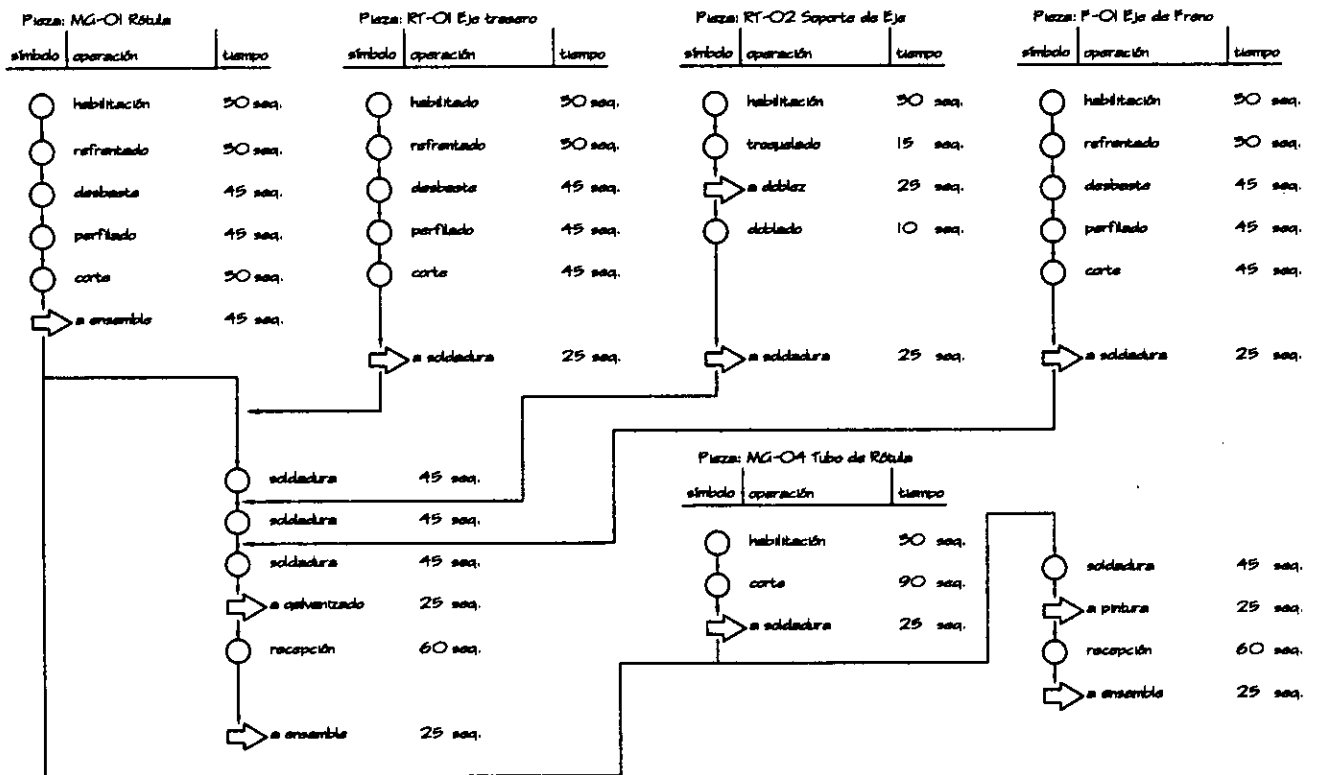 Pieza: MG-01 Rótula
símbolo operación tiempo
habilitación 30 seg.
refrentado 30 seg.
desbaste 45 seg.
perfilado 45 seg.
corte 30 seg.
a ensamble 45 seg.
Pieza: RT-01 Eje trasero
símbolo operación tiempo
habilitado 30 seg.
refrentado 30 seg.
desbaste 45 seg.
perfilado 45 seg.
corte 45 seg.
a soldadura 25 seg.
Pieza: RT-02 Soporte de Eje
símbolo operación tiempo
habilitación 30 seg.
troquelado 15 seg.
a doblez 25 seg.
doblado 10 seg.
a soldadura 25 seg.
Pieza: F-01 Eje de Freno
símbolo operación tiempo
habilitación 30 seg.
refrentado 30 seg.
desbaste 45 seg.
perfilado 45 seg.
corte 45 seg.
a soldadura 25 seg.
soldadura 45 seg.
soldadura 45 seg.
soldadura 45 seg.
a galvanizado 25 seg.
recepción 60 seg.
a ensamble 25 seg.
Pieza: MG-04 Tubo de Rótula
símbolo operación tiempo
habilitación 30 seg.
corte 90 seg.
a soldadura 25 seg.
soldadura 45 seg.
a pintura 25 seg.
recepción 60 seg.
a ensamble 25 seg.